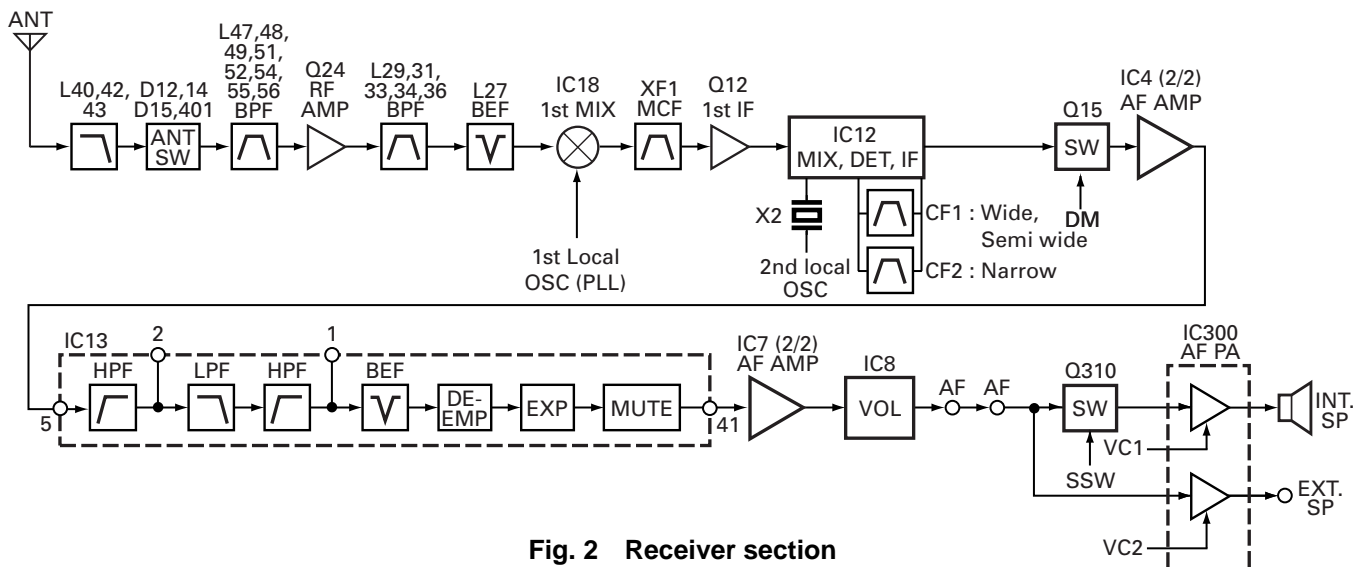 ANT
L40,42,
43
D12,14
D15,401
ANT
SW
L47,48,
49,51,
52,54,
55,56
BPF
Q24
RF
AMP
L29,31,
33,34,36
BPF
L27
BEF
IC18
1st MIX
1st Local
OSC (PLL)
XF1
MCF
Q12
1st IF
IC12
MIX, DET, IF
X2
2nd local
OSC
CF1 : Wide,
Semi wide
CF2 : Narrow
Q15
SW
DM
IC4 (2/2)
AF AMP
IC13
5
HPF
2
LPF
HPF
1
BEF
DE-
EMP
EXP
MUTE
41
IC7 (2/2)
AF AMP
IC8
VOL
AF
AF
Q310
SW
SSW
IC300
AF PA
VC1
INT.
SP
VC2
EXT.
SP
Fig. 2 Receiver section